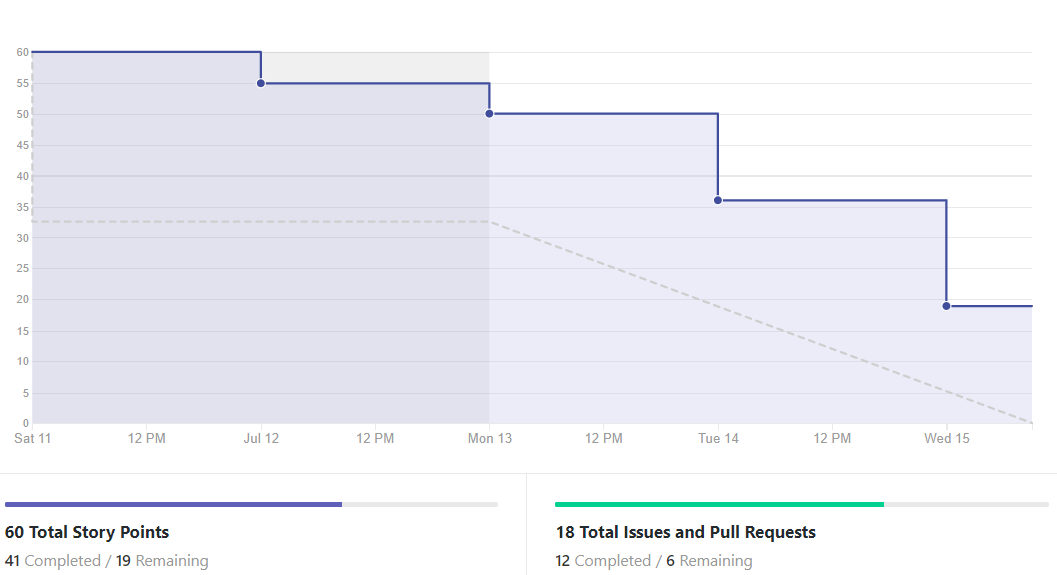 60
55
50
45
40
35
30
25
20
15
10
5
0
Sat 11 12 PM Jul 12 12 PM Mon 13 12 PM Tue 14 12 PM Wed 15
60 Total Story Points
41 Completed / 19 Remaining
18 Total Issues and Pull Requests
12 Completed / 6 Remaining